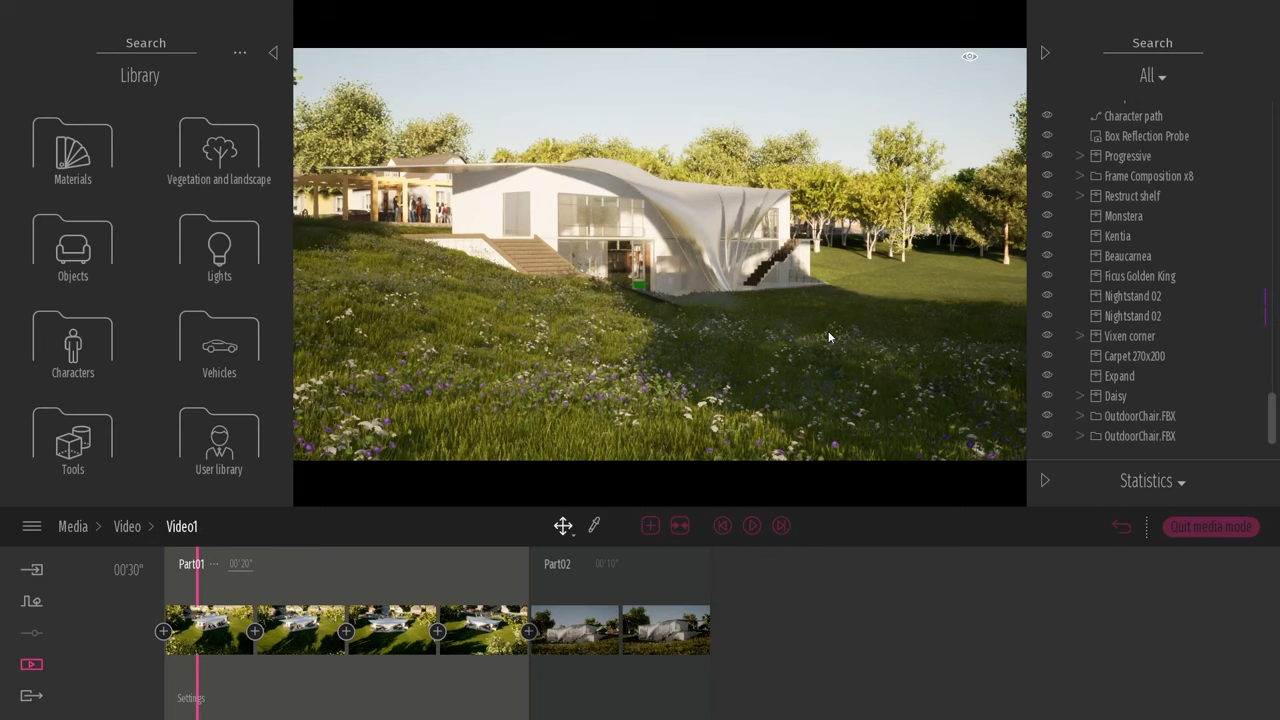 Search
...
Library
Materials
Vegetation and landscape
Objects
Lights
Characters
Vehicles
Tools
User library
Search
All
Character path
Box Reflection Probe
Progressive
Frame Composition x8
Restruct shelf
Monstera
Kentia
Beaucarnea
Ficus Golden King
Nightstand 02
Nightstand 02
Vixen corner
Carpet 270x200
Expand
Daisy
OutdoorChair.FBX
OutdoorChair.FBX
Statistics
Media > Video > Video1
Quit media mode
00'30"
Part01 ... 00'20"
Part02 00'10"
Settings